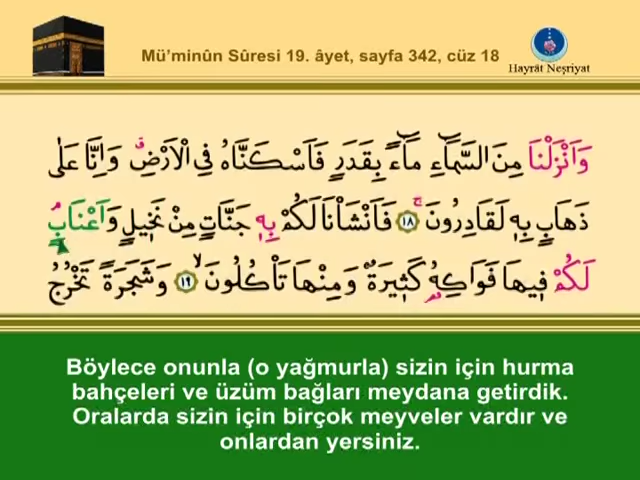 Mü’minûn Sûresi 19. âyet, sayfa 342, cüz 18
Hayrât Neşriyat
وَاَنْزَلْنَا مِنَ السَّمَٓاءِ مَٓاءً بِقَدَرٍ فَاَسْكَنَّاهُ فِي الْاَرْضِۗ وَاِنَّا عَلٰى
ذَهَابٍ بِهٖ لَقَادِرُونَۚ ﴿١٨﴾ فَاَنْشَاْنَا لَكُمْ بِهٖ جَنَّاتٍ مِنْ نَخٖيلٍ وَاَعْنَابٍۘ
لَكُمْ فٖيهَا فَوَاكِهُ كَثٖيرَةٌ وَمِنْهَا تَاْكُلُونَۙ ﴿١٩﴾ وَشَجَرَةً تَخْرُجُ
Böylece onunla (o yağmurla) sizin için hurma
bahçeleri ve üzüm bağları meydana getirdik.
Oralarda sizin için birçok meyveler vardır ve
onlardan yersiniz.